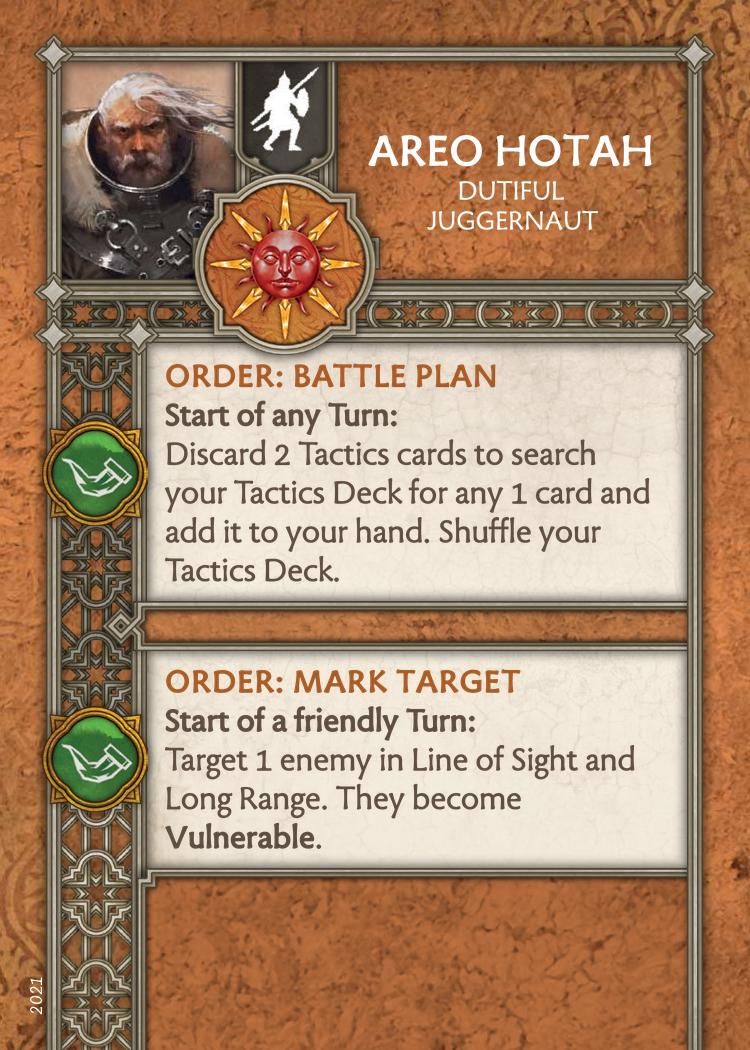 AREO HOTAH
DUTIFUL
JUGGERNAUT
ORDER: BATTLE PLAN
Start of any Turn:
Discard 2 Tactics cards to search
your Tactics Deck for any 1 card and
add it to your hand. Shuffle your
Tactics Deck.
ORDER: MARK TARGET
Start of a friendly Turn:
Target 1 enemy in Line of Sight and
Long Range. They become
Vulnerable.
2021